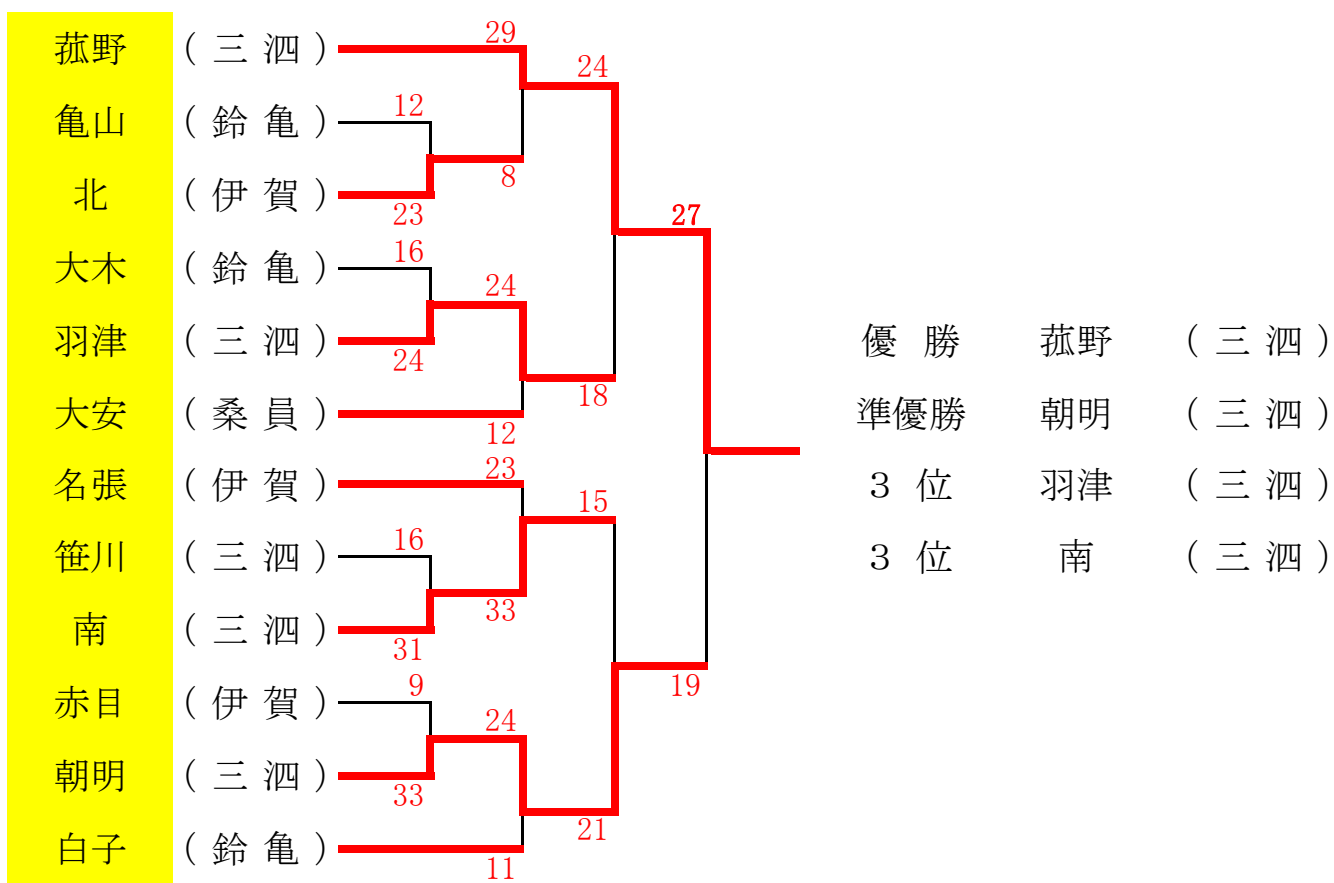 29
菰野 (三泗)
24
12
亀山 (鈴亀)
8
北 (伊賀)
23
27
16
大木 (鈴亀)
24
羽津 (三泗)
24
優勝 菰野 (三泗)
18
大安 (桑員)
12
準優勝 朝明 (三泗)
23
名張 (伊賀)
15
3位 羽津 (三泗)
16
笹川 (三泗)
3位 南 (三泗)
33
南 (三泗)
31
9
19
赤目 (伊賀)
24
朝明 (三泗)
33
21
白子 (鈴亀)
11